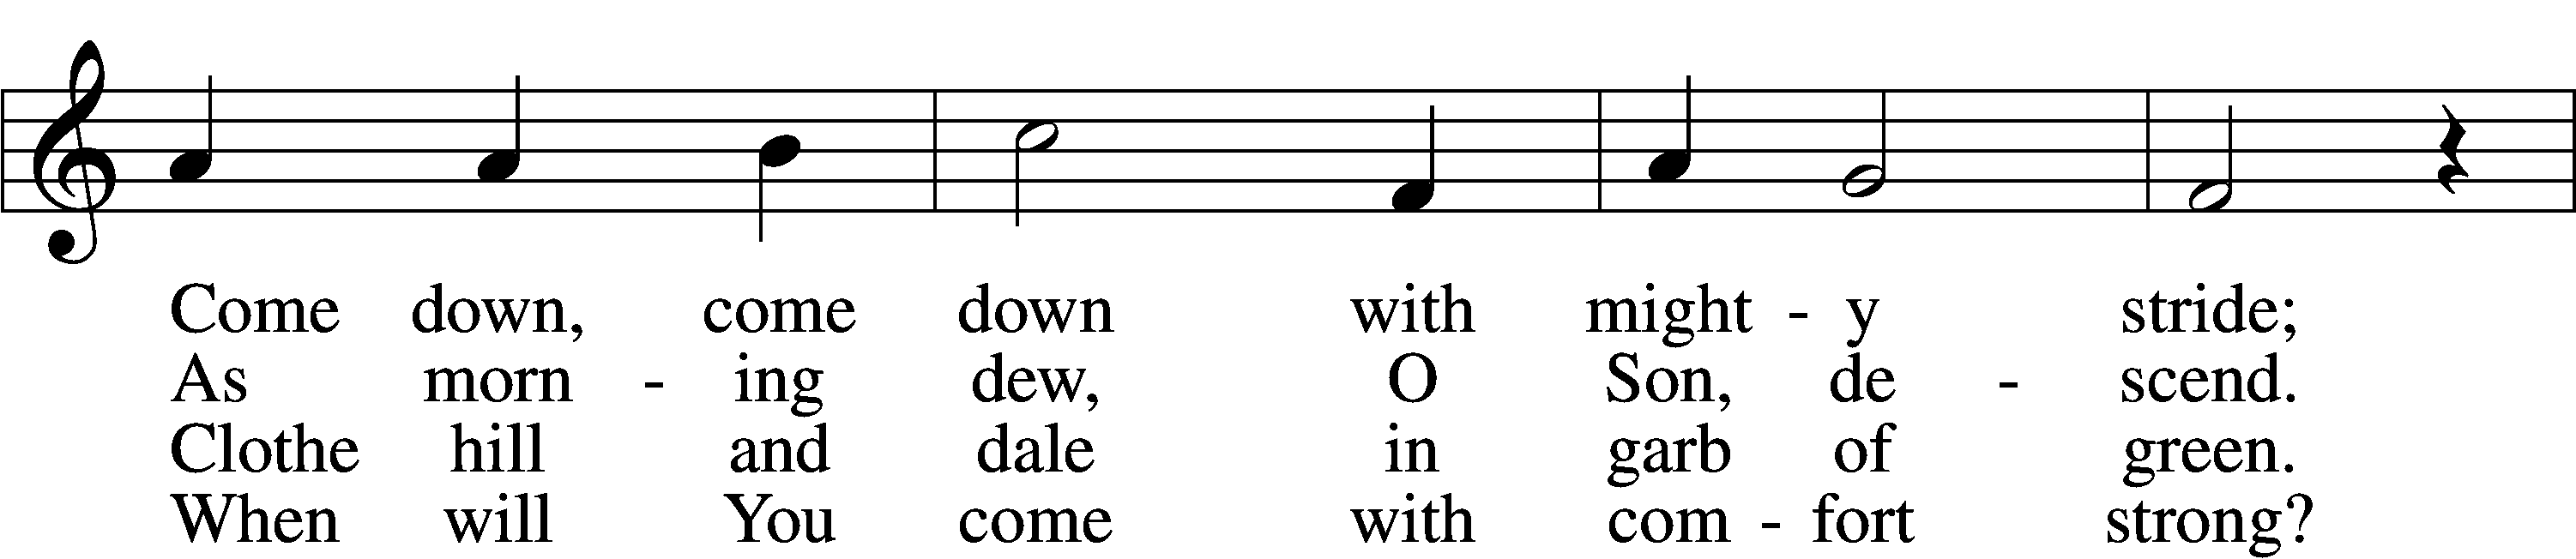 Come down, come down with might - y stride;
As morn - ing dew, O Son, de - scend.
Clothe hill and dale in garb of green.
When will You come with com - fort strong?